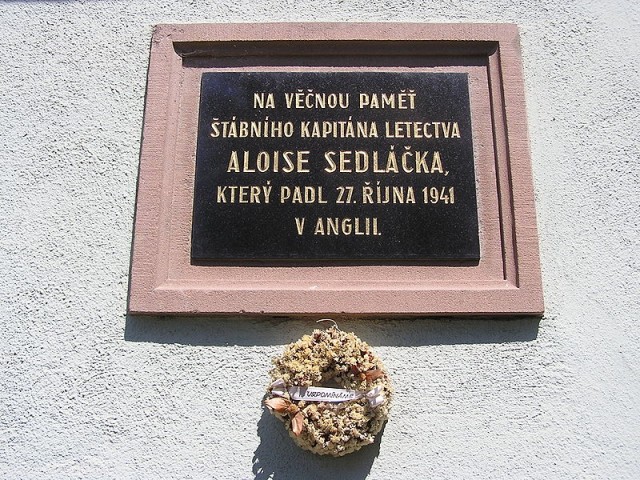 NA VĚČNOU PAMĚŤ
ŠTÁBNÍHO KAPITÁNA LETECTVA
ALOISE SEDLÁČKA,
KTERÝ PADL 27. ŘÍJNA 1941
V ANGLII.
VZPOMÍNÁME